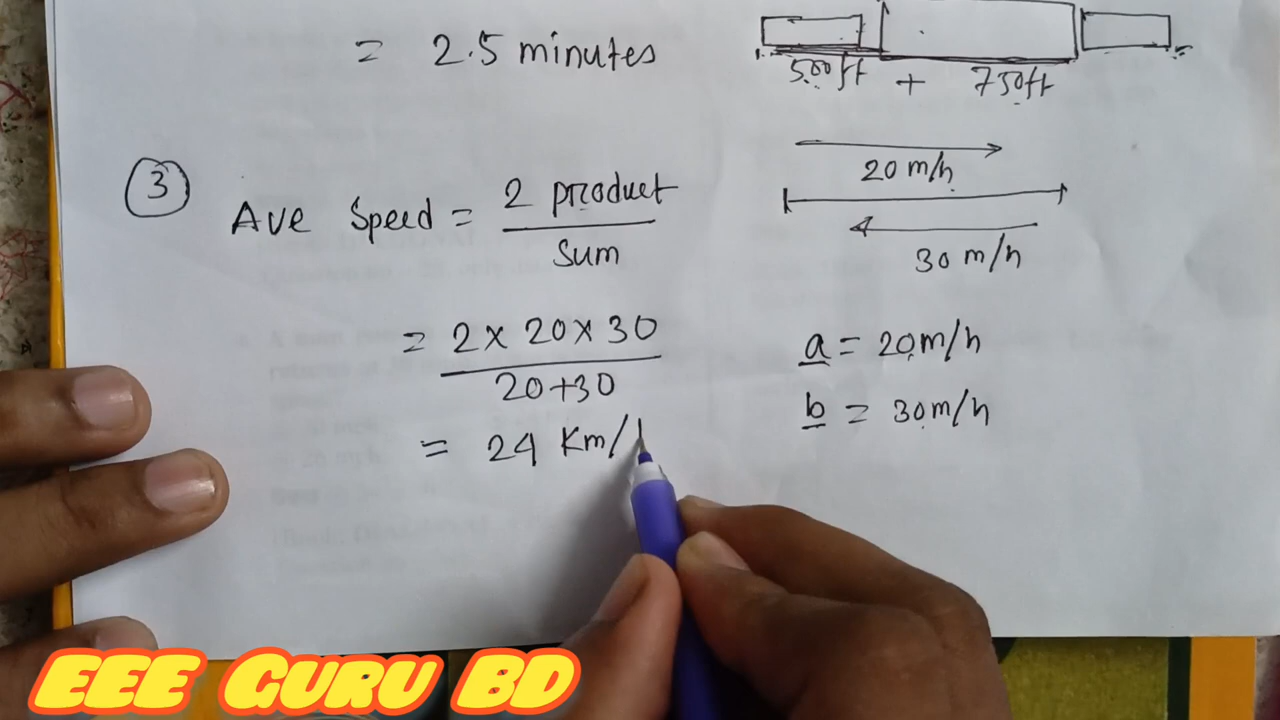 = 2.5 minutes
500ft + 750ft
20 m/h
30 m/h
3
Ave Speed = 2 product
Sum
= 2 x 20 x 30
20+30
= 24 Km/
a = 20m/h
b = 30m/h
EEE GURU BD